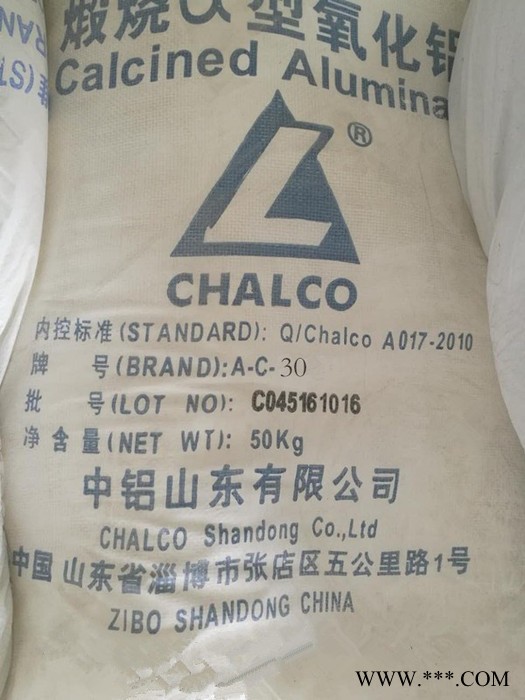 煅烧α型氧化铝
Calcined Alumina
®
CHALCO
内控标准(STANDARD): Q/Chalco A017-2010
牌 号(BRAND):A-C-30
批 号(LOT NO): C045161016
净含量(NET WT): 50Kg
中铝山东有限公司
CHALCO Shandong Co.,Ltd
中国 山东省淄博市张店区五公里路1号
ZIBO SHANDONG CHINA
WWW.***.COM